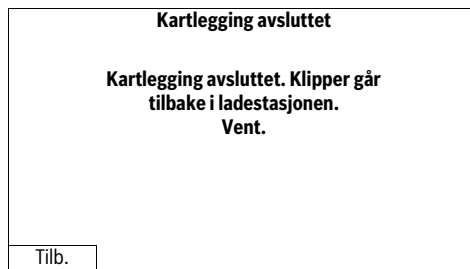 Kartlegging avsluttet
Kartlegging avsluttet. Klipper går
tilbake i ladestasjonen.
Vent.
Tilb.